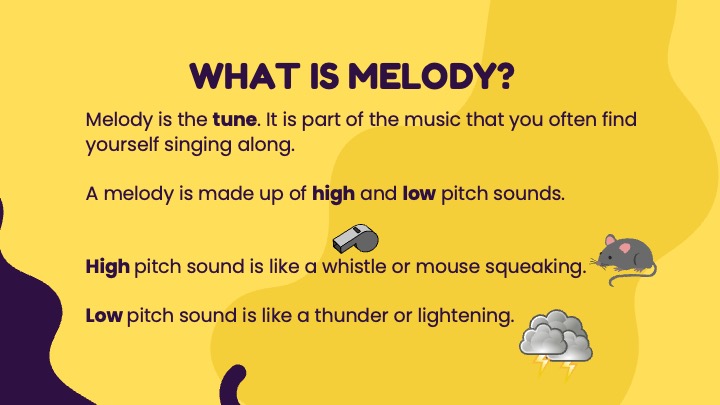 WHAT IS MELODY?
Melody is the tune. It is part of the music that you often find
yourself singing along.
A melody is made up of high and low pitch sounds.
High pitch sound is like a whistle or mouse squeaking.
Low pitch sound is like a thunder or lightening.